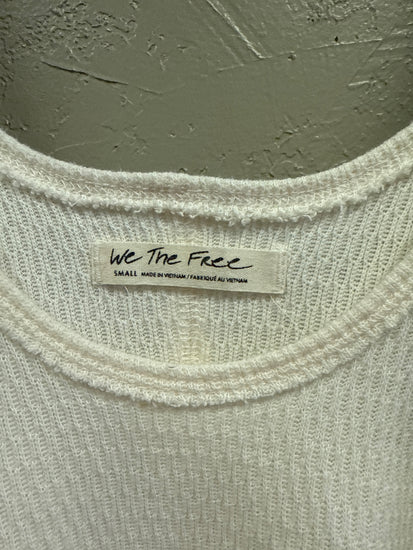 We The Free
SMALL MADE IN VIETNAM / FABRIQUÉ AU VIETNAM